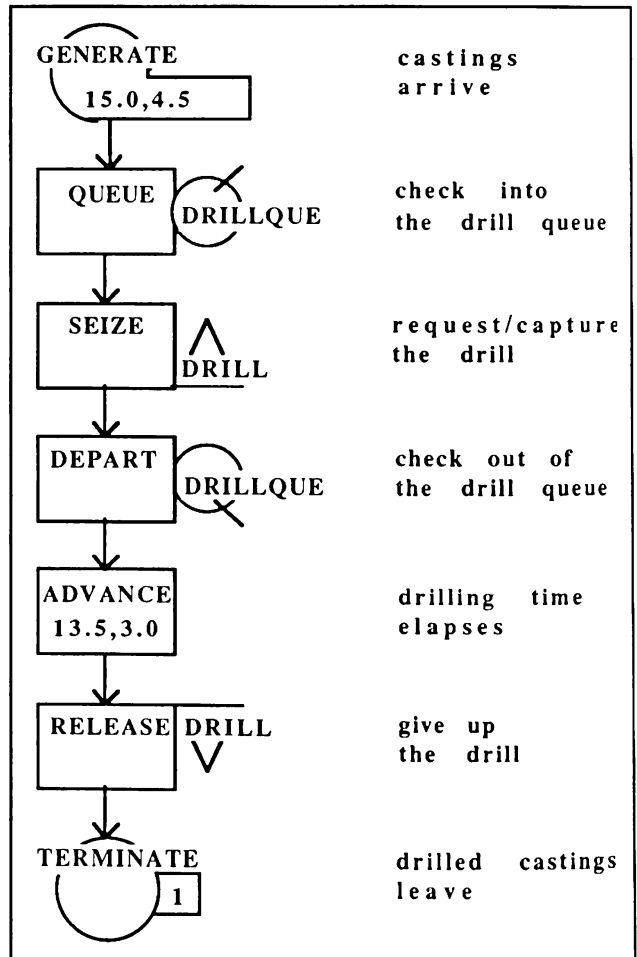 GENERATE
15.0,4.5
castings
arrive
QUEUE
DRILLQUE
check into
the drill queue
SEIZE
DRILL
request/capture
the drill
DEPART
DRILLQUE
check out of
the drill queue
ADVANCE
13.5,3.0
drilling time
elapses
RELEASE
DRILL
give up
the drill
TERMINATE
1
drilled castings
leave